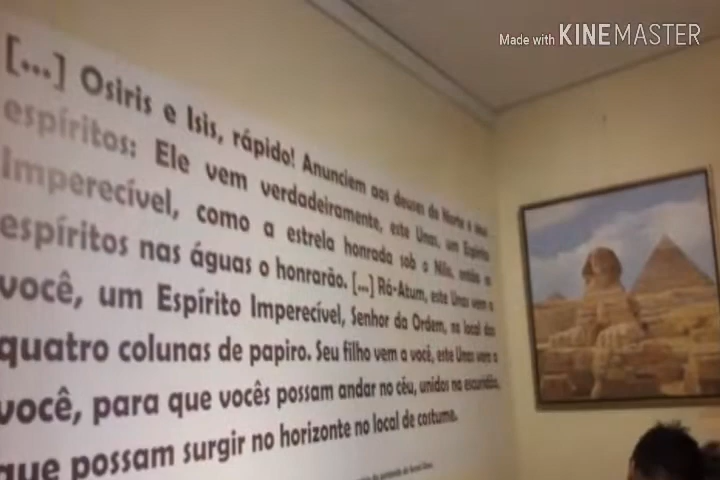 Made with KINEMASTER
[...] Osiris e Isis, rápido! Anunciem aos deuses do Norte e seus
espíritos: Ele vem verdadeiramente, este Unas, um Espírito
Imperecível, como a estrela honrada sob o Nilo, então os
espíritos nas águas o honrarão. [...] Rá-Atum, este Unas vem a
você, um Espírito Imperecível, Senhor da Ordem, no local das
quatro colunas de papiro. Seu filho vem a você, este Unas vem a
você, para que vocês possam andar no céu, unidos na escuridão,
que possam surgir no horizonte no local de costume.